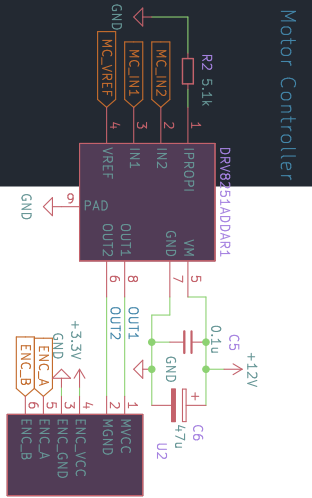 Motor Controller
GND
R2 5.1k
MC_VREF
MC_IN1
MC_IN2
4
3
2
1
VREF
IN1
IN2
IPROPI
DRV8251ADDAR1
9
PAD
GND
OUT2
OUT1
GND
VM
6
8
7
5
OUT2
OUT1
0.1u
C5
+12V
GND
+
47u
C6
U2
+3.3V
GND
ENC_A
ENC_B
6
5
3
4
2
1
ENC_B
ENC_A
ENC_GND
ENC_VCC
MGND
MVCC